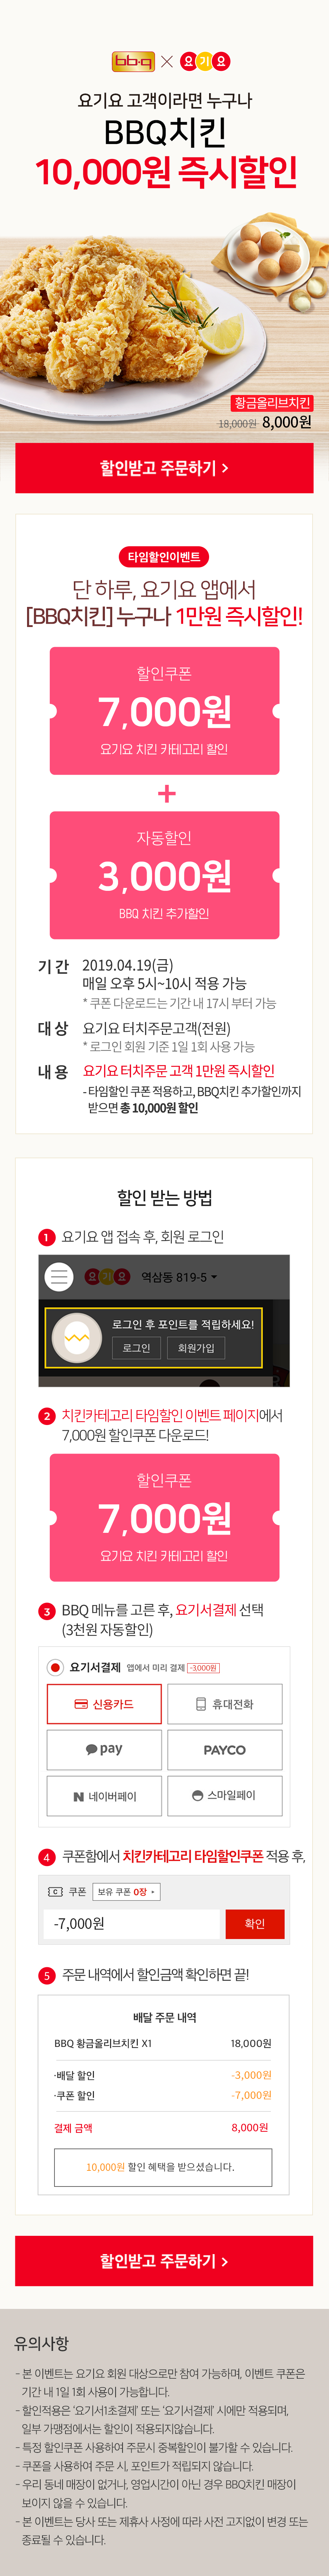 bb.q × 요기요
요기요 고객이라면 누구나
BBQ치킨
10,000원 즉시할인
황금올리브치킨
18,000원 8,000원
할인받고 주문하기 >
타임할인이벤트
단 하루, 요기요 앱에서
[BBQ치킨] 누구나 1만원 즉시할인!
할인쿠폰
7,000원
요기요 치킨 카테고리 할인
+
자동할인
3,000원
BBQ 치킨 추가할인
기 간 2019.04.19(금)
매일 오후 5시~10시 적용 가능
* 쿠폰 다운로드는 기간 내 17시 부터 가능
대 상 요기요 터치주문고객(전원)
* 로그인 회원 기준 1일 1회 사용 가능
내 용 요기요 터치주문 고객 1만원 즉시할인
- 타임할인 쿠폰 적용하고, BBQ치킨 추가할인까지
받으면 총 10,000원 할인
할인 받는 방법
1 요기요 앱 접속 후, 회원 로그인
요기요 역삼동 819-5
로그인 후 포인트를 적립하세요!
로그인 회원가입
2 치킨카테고리 타임할인 이벤트 페이지에서
7,000원 할인쿠폰 다운로드!
할인쿠폰
7,000원
요기요 치킨 카테고리 할인
3 BBQ 메뉴를 고른 후, 요기서결제 선택
(3천원 자동할인)
요기서결제 앱에서 미리 결제 -3,000원
신용카드 휴대전화
pay PAYCO
N 네이버페이 스마일페이
4 쿠폰함에서 치킨카테고리 타임할인쿠폰 적용 후,
쿠폰 보유 쿠폰 0장
-7,000원 확인
5 주문 내역에서 할인금액 확인하면 끝!
배달 주문 내역
BBQ 황금올리브치킨 X1 18,000원
·배달 할인 -3,000원
·쿠폰 할인 -7,000원
결제 금액 8,000원
10,000원 할인 혜택을 받으셨습니다.
할인받고 주문하기 >
유의사항
- 본 이벤트는 요기요 회원 대상으로만 참여 가능하며, 이벤트 쿠폰은
기간 내 1일 1회 사용이 가능합니다.
- 할인적용은 '요기서1초결제' 또는 '요기서결제' 시에만 적용되며,
일부 가맹점에서는 할인이 적용되지않습니다.
- 특정 할인쿠폰 사용하여 주문시 중복할인이 불가할 수 있습니다.
- 쿠폰을 사용하여 주문 시, 포인트가 적립되지 않습니다.
- 우리 동네 매장이 없거나, 영업시간이 아닌 경우 BBQ치킨 매장이
보이지 않을 수 있습니다.
- 본 이벤트는 당사 또는 제휴사 사정에 따라 사전 고지없이 변경 또는
종료될 수 있습니다.